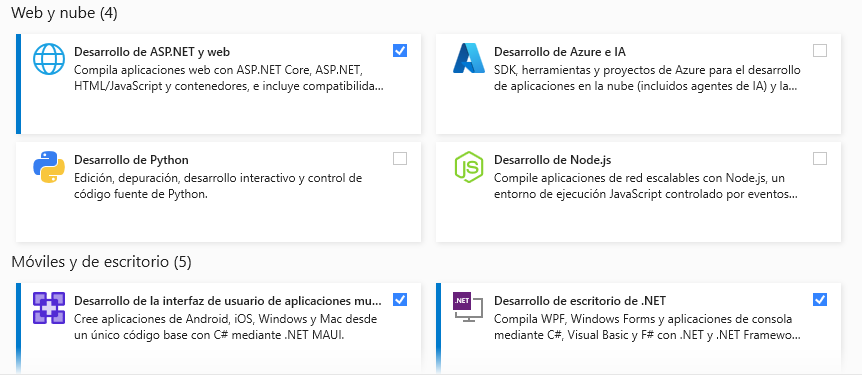 Web y nube (4)
Desarrollo de ASP.NET y web
Compila aplicaciones web con ASP.NET Core, ASP.NET,
HTML/JavaScript y contenedores, e incluye compatibilida...
Desarrollo de Azure e IA
SDK, herramientas y proyectos de Azure para el desarrollo
de aplicaciones en la nube (incluidos agentes de IA) y la...
Desarrollo de Python
Edición, depuración, desarrollo interactivo y control de
código fuente de Python.
JS
Desarrollo de Node.js
Compile aplicaciones de red escalables con Node.js, un
entorno de ejecución JavaScript controlado por eventos...
Móviles y de escritorio (5)
Desarrollo de la interfaz de usuario de aplicaciones mu...
Cree aplicaciones de Android, iOS, Windows y Mac desde
un único código base con C# mediante .NET MAUI.
.NET
Desarrollo de escritorio de .NET
Compila WPF, Windows Forms y aplicaciones de consola
mediante C#, Visual Basic y F# con .NET y .NET Framewo...